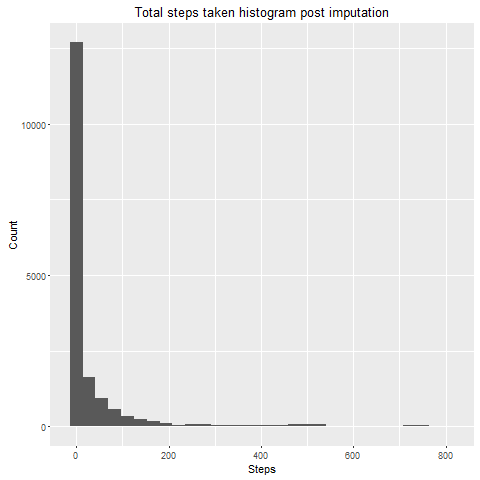 Total steps taken histogram post imputation
10000
5000
0
Count
0 200 400 600 800
Steps